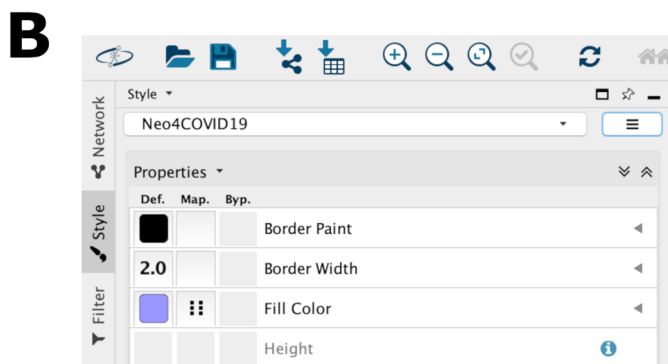 B
Style
Neo4COVID19
Network
Properties
Def. Map. Byp.
Border Paint
Style
2.0 Border Width
Fill Color
Filter
Height